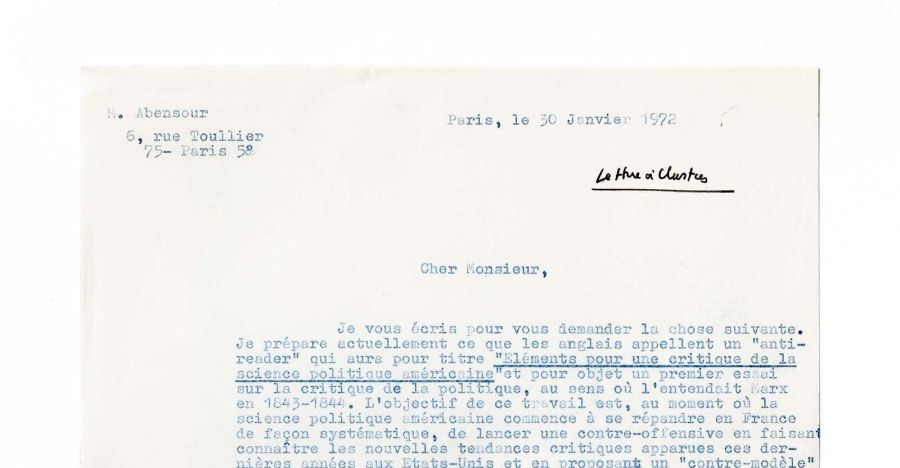 M. Abensour
Paris, le 30 Janvier 1972
6, rue Toullier
75- Paris 5è
Lettre à Clastres
Cher Monsieur,
Je vous écris pour vous demander la chose suivante.
Je prépare actuellement ce que les anglais appellent un "anti-
reader" qui aura pour titre "Eléments pour une critique de la
science politique américaine"et pour objet un premier essai
sur la critique de la politique, au sens où l'entendait Marx
en 1843-1844. L'objectif de ce travail est, au moment où la
science politique américaine commence à se répandre en France
de façon systématique, de lancer une contre-offensive en faisant
connaître les nouvelles tendances critiques apparues ces der-
nières années aux Etats-Unis et en proposant un "contre-modèle"